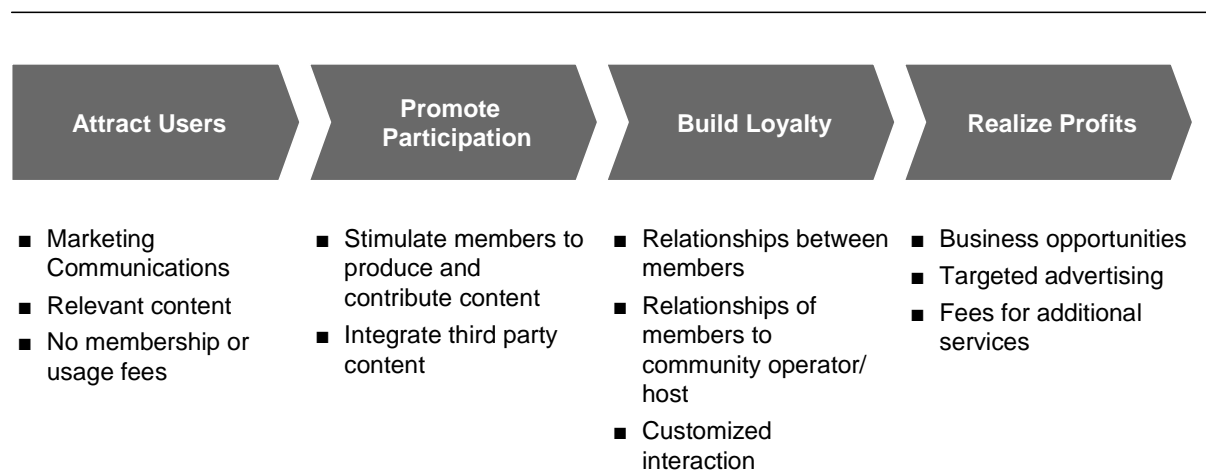 Attract Users
Promote
Participation
Build Loyalty
Realize Profits
■ Marketing
Communications
■ Relevant content
■ No membership or
usage fees
■ Stimulate members to
produce and
contribute content
■ Integrate third party
content
■ Relationships between
members
■ Relationships of
members to
community operator/
host
■ Customized
interaction
■ Business opportunities
■ Targeted advertising
■ Fees for additional
services